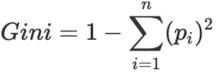 Gini = 1 - \sum_{i=1}^{n} (p_i)^2